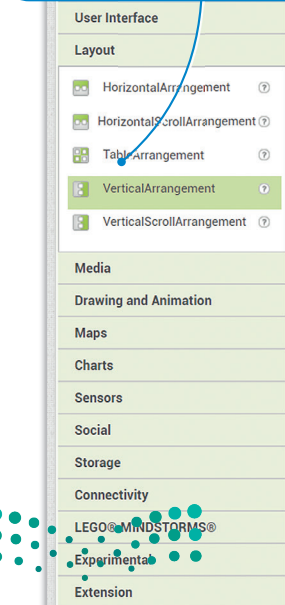 User Interface
Layout
HorizontalArrangement ?
HorizontalScrollArrangement ?
TableArrangement ?
VerticalArrangement ?
VerticalScrollArrangement ?
Media
Drawing and Animation
Maps
Charts
Sensors
Social
Storage
Connectivity
LEGO® MINDSTORMS®
Experimental
Extension